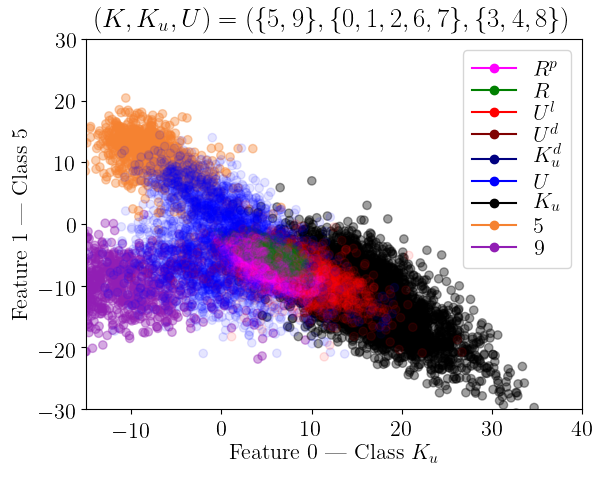 (K, K_u, U) = ({5, 9}, {0, 1, 2, 6, 7}, {3, 4, 8})
30
20
10
0
−10
−20
−30
Feature 1 — Class 5
R^p
R
U^l
U^d
K_u^d
U
K_u
5
9
−10
0
10
20
30
40
Feature 0 — Class K_u